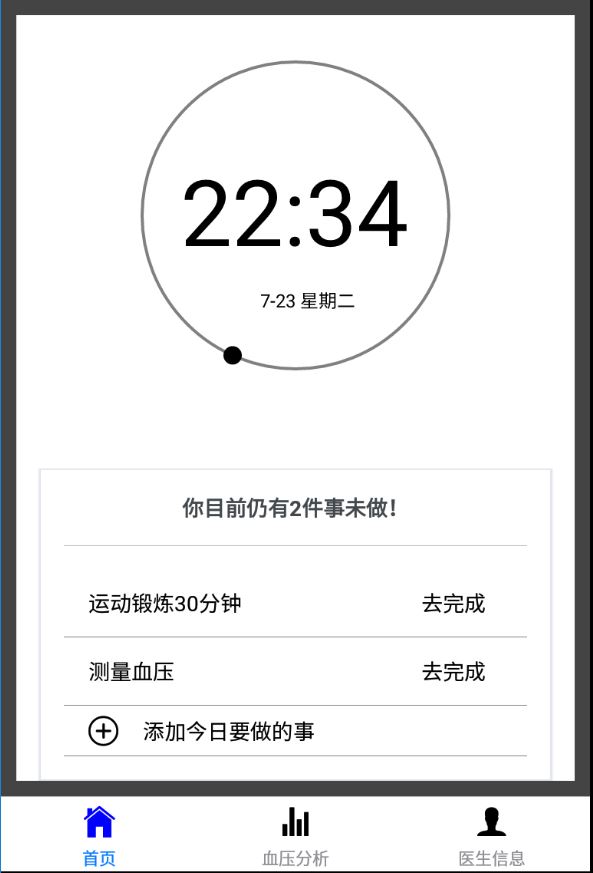 22:34
7-23 星期二
你目前仍有2件事未做!
运动锻炼30分钟 去完成
测量血压 去完成
添加今日要做的事
首页 血压分析 医生信息